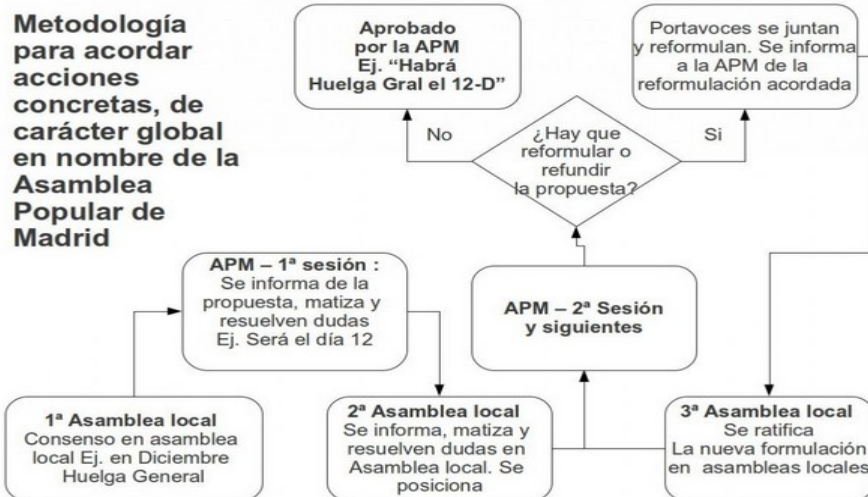 Metodología
para acordar
acciones
concretas, de
carácter global
en nombre de la
Asamblea
Popular de
Madrid
Aprobado
por la APM
Ej. “Habrá
Huelga Gral el 12-D”
Portavoces se juntan
y reformulan. Se informa
a la APM de la
reformulación acordada
No
¿Hay que
reformular o
refundir
la propuesta?
Si
APM – 1ª sesión :
Se informa de la
propuesta, matiza y
resuelven dudas
Ej. Será el día 12
APM – 2ª Sesión
y siguientes
1ª Asamblea local
Consenso en asamblea
local Ej. en Diciembre
Huelga General
2ª Asamblea local
Se informa, matiza y
resuelven dudas en
Asamblea local. Se
posiciona
3ª Asamblea local
Se ratifica
La nueva formulación
en asambleas locales